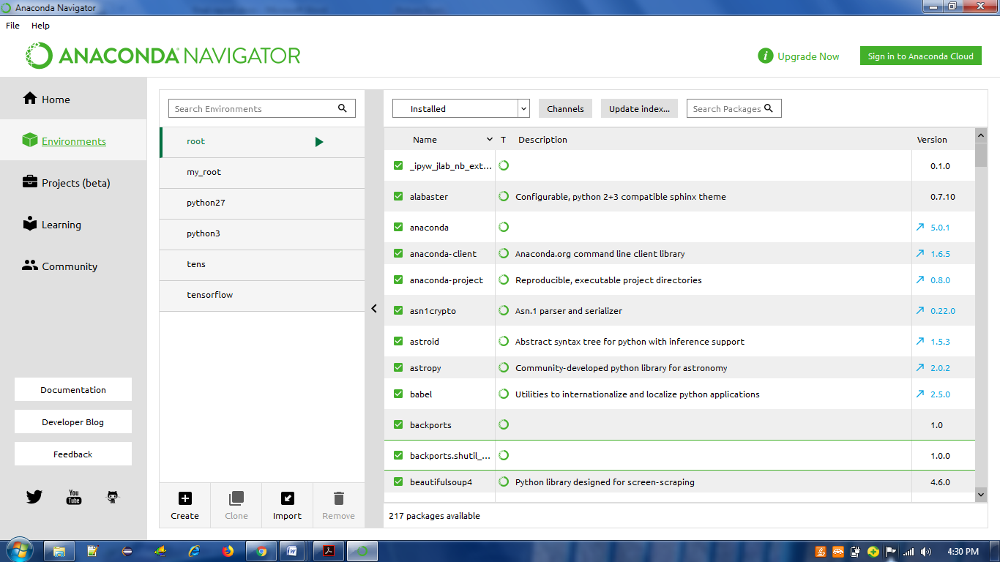 Anaconda Navigator
File Help
ANACONDA NAVIGATOR
i Upgrade Now Sign in to Anaconda Cloud
Home
Environments
Projects (beta)
Learning
Community
Documentation
Developer Blog
Feedback
You Tube
Search Environments
root
my_root
python27
python3
tens
tensorflow
Create Clone Import Remove
Installed Channels Update index... Search Packages
Name T Description Version
_ipyw_jlab_nb_ext... 0.1.0
alabaster Configurable, python 2+3 compatible sphinx theme 0.7.10
anaconda 5.0.1
anaconda-client Anaconda.org command line client library 1.6.5
anaconda-project Reproducible, executable project directories 0.8.0
asn1crypto Asn.1 parser and serializer 0.22.0
astroid Abstract syntax tree for python with inference support 1.5.3
astropy Community-developed python library for astronomy 2.0.2
babel Utilities to internationalize and localize python applications 2.5.0
backports 1.0
backports.shutil_... 1.0.0
beautifulsoup4 Python library designed for screen-scraping 4.6.0
217 packages available
4:30 PM